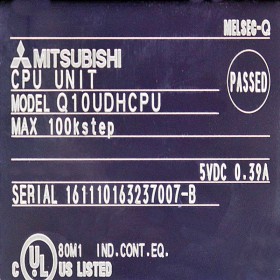 MELSEC-Q
MITSUBISHI
CPU UNIT
PASSED
MODEL Q10UDHCPU
MAX 100kstep
5VDC 0.39A
SERIAL 161110163237007-B
80M1 IND.CONT.EQ.
C UL US LISTED